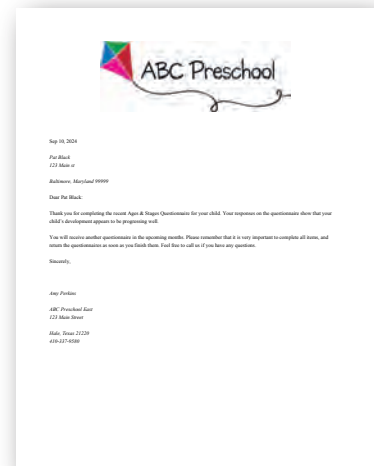 ABC Preschool
Sep 10, 2024
Pat Black
123 Main st
Baltimore, Maryland 99999
Dear Pat Black:
Thank you for completing the recent Ages & Stages Questionnaire for your child. Your responses on the questionnaire show that your
child's development appears to be progressing well.
You will receive another questionnaire in the upcoming months. Please remember that it is very important to complete all items, and
return the questionnaires as soon as you finish them. Feel free to call us if you have any questions.
Sincerely,
Amy Perkins
ABC Preschool East
123 Main Street
Hale, Texas 21220
410-337-9580